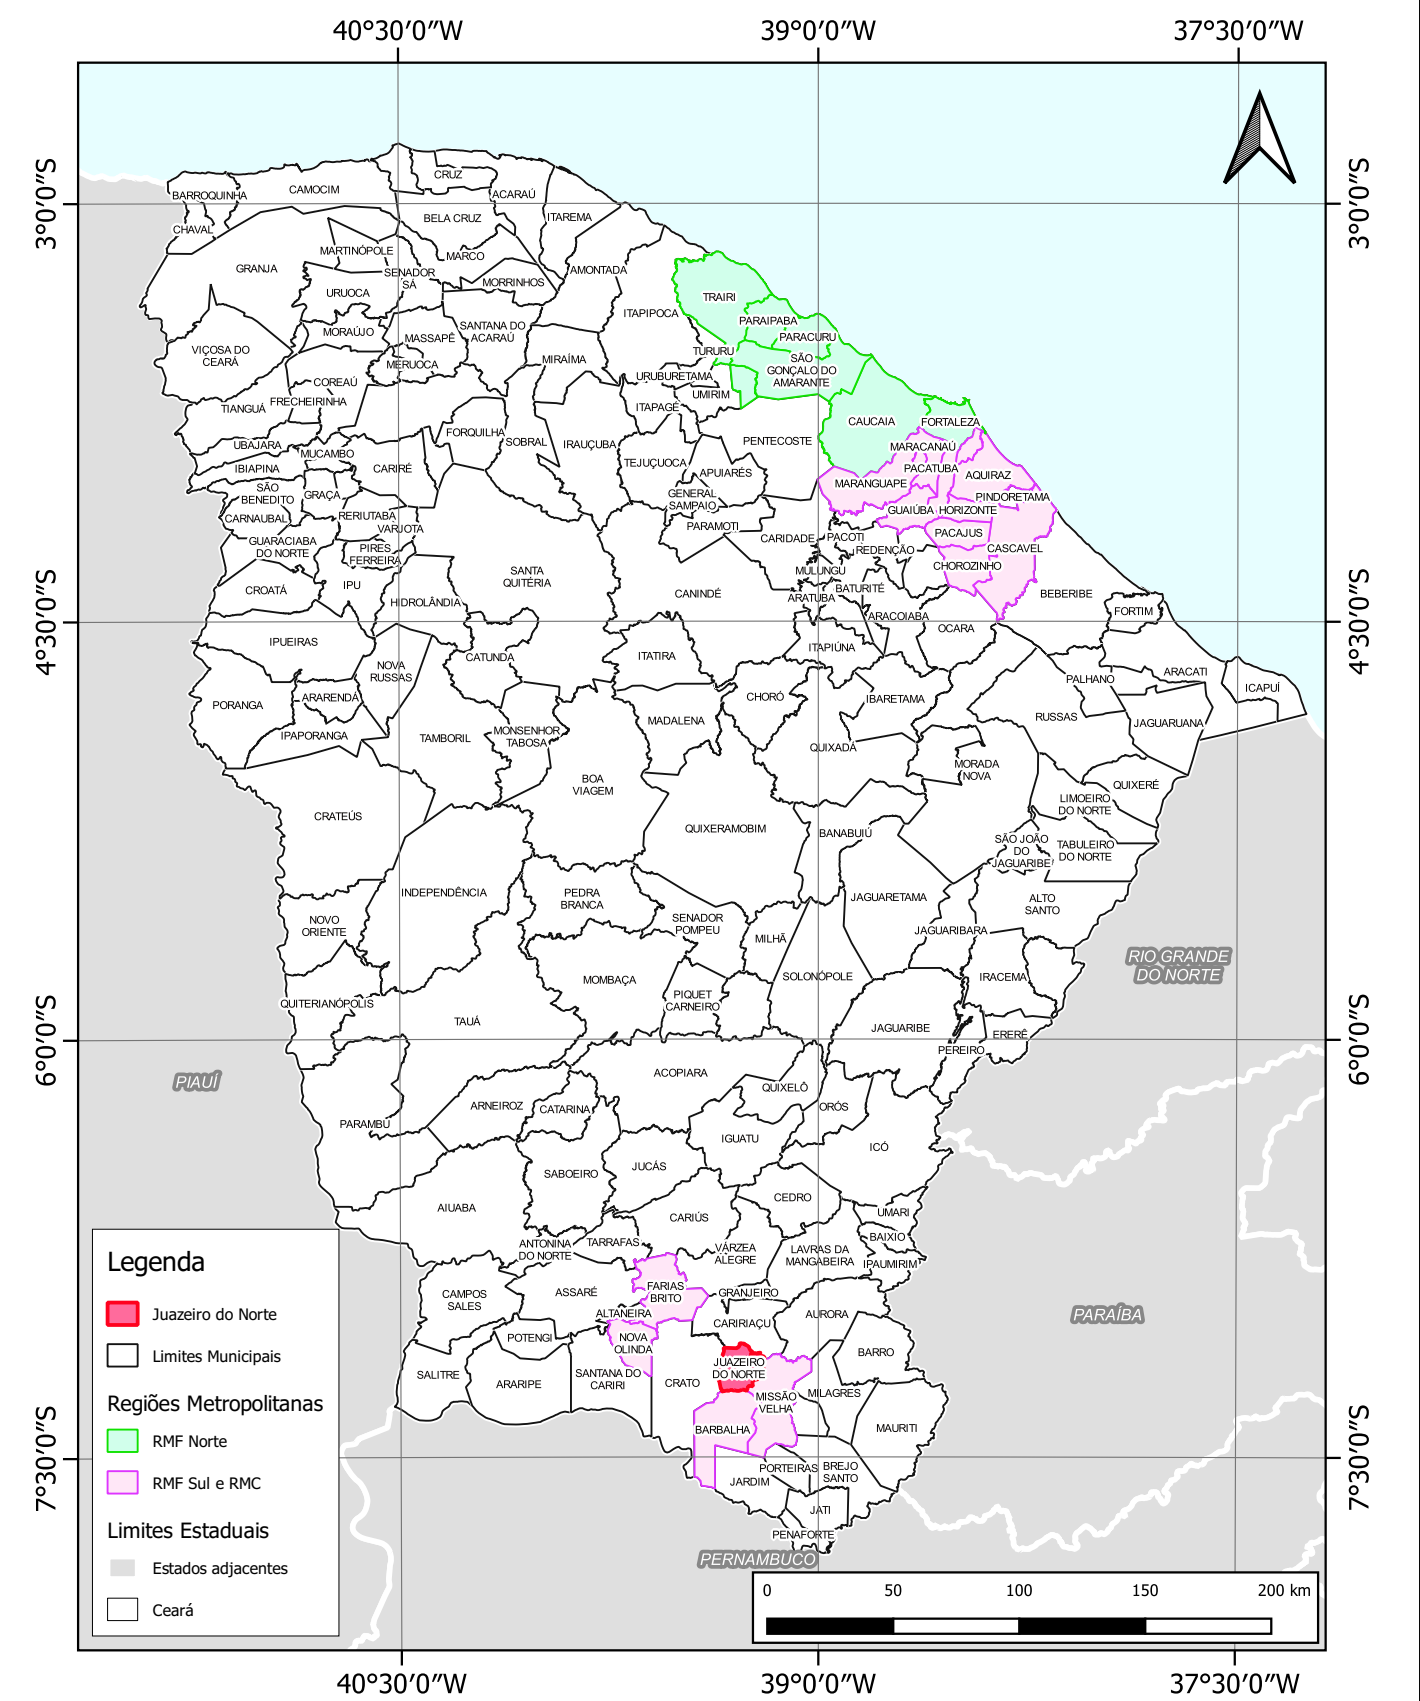 40°30′0″W
39°0′0″W
37°30′0″W
3°0′0″S
3°0′0″S
4°30′0″S
4°30′0″S
6°0′0″S
6°0′0″S
7°30′0″S
7°30′0″S
BARROQUINHA
CAMOCIM
CRUZ
ACARAÚ
CHAVAL
BELA CRUZ
ITAREMA
MARTINÓPOLE
MARCO
GRANJA
SENADOR
SÁ
AMONTADA
MORRINHOS
URUOCA
TRAIRI
ITAPIPOCA
PARAIPABA
MORAÚJO
MASSAPÊ
SANTANA DO
ACARAÚ
PARACURU
VIÇOSA DO
CEARÁ
MERUOCA
MIRAÍMA
TURURU
SÃO
GONÇALO DO
AMARANTE
COREAÚ
URUBURETAMA
UMIRIM
TIANGUÁ
FRECHEIRINHA
ITAPAGÉ
CAUCAIA
FORTALEZA
UBAJARA
MUCAMBO
FORQUILHA
SOBRAL
IRAUÇUBA
PENTECOSTE
MARACANAÚ
IBIAPINA
CARIRÉ
TEJUÇUOCA
APUIARÉS
PACATUBA
AQUIRAZ
SÃO
BENEDITO
GRAÇA
GENERAL
SAMPAIO
MARANGUAPE
PINDORETAMA
CARNAUBAL
RERIUTABA
VARJOTA
PARAMOTI
GUAIÚBA
HORIZONTE
GUARACIABA
DO NORTE
PIRES
FERREIRA
CARIDADE
PACOTI
REDENÇÃO
PACAJUS
CASCAVEL
CROATÁ
IPU
HIDROLÂNDIA
SANTA
QUITÉRIA
CANINDÉ
MULUNGU
BATURITÉ
CHOROZINHO
BEBERIBE
ARATUBA
ARACOIABA
OCARA
FORTIM
IPUEIRAS
CATUNDA
ITATIRA
ITAPIÚNA
NOVA
RUSSAS
ARACATI
ICAPUÍ
PORANGA
ARARENDA
MADALENA
CHORÓ
IBARETAMA
PALHANO
RUSSAS
JAGUARUANA
IPAPORANGA
TAMBORIL
MONSENHOR
TABOSA
QUIXADÁ
MORADA
NOVA
BOA
VIAGEM
QUIXERÉ
LIMOEIRO
DO NORTE
CRATEÚS
QUIXERAMOBIM
BANABUIÚ
SÃO JOÃO
DO
JAGUARIBE
TABULEIRO
DO NORTE
INDEPENDÊNCIA
PEDRA
BRANCA
JAGUARETAMA
ALTO
SANTO
NOVO
ORIENTE
SENADOR
POMPEU
MILHÃ
JAGUARIBARA
RIO GRANDE
DO NORTE
MOMBAÇA
SOLONÓPOLE
IRACEMA
QUITERIANÓPOLIS
PIQUET
CARNEIRO
TAUÁ
JAGUARIBE
ERERÊ
PEREIRO
PIAUÍ
ACOPIARA
QUIXELÔ
ARNEIROZ
CATARINA
ORÓS
PARAMBÚ
IGUATU
ICÓ
SABOEIRO
JUCÁS
AIUABA
CEDRO
CARIÚS
UMARI
ANTONINA
DO NORTE
TARRAFAS
VÁRZEA
ALEGRE
LAVRAS DA
MANGABEIRA
BAIXIO
IPAUMIRIM
CAMPOS
SALES
ASSARÉ
FARIAS
BRITO
GRANJEIRO
ALTANEIRA
CARIRIAÇU
AURORA
PARAÍBA
POTENGI
NOVA
OLINDA
BARRO
SALITRE
ARARIPE
SANTANA DO
CARIRI
CRATO
JUAZEIRO
DO NORTE
MISSÃO
VELHA
MILAGRES
BARBALHA
MAURITI
PORTEIRAS
BREJO
SANTO
JARDIM
JATI
PENAFORTE
PERNAMBUCO
Legenda
Juazeiro do Norte
Limites Municipais
Regiões Metropolitanas
RMF Norte
RMF Sul e RMC
Limites Estaduais
Estados adjacentes
Ceará
0 50 100 150 200 km
40°30′0″W
39°0′0″W
37°30′0″W